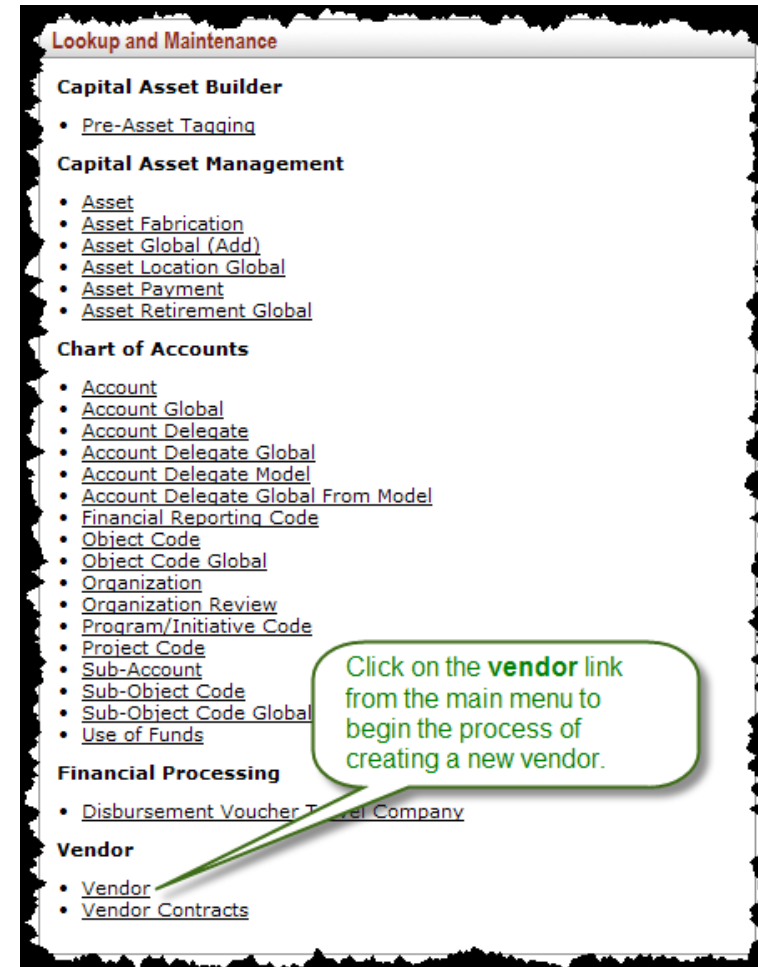 Lookup and Maintenance
Capital Asset Builder
• Pre-Asset Tagging
Capital Asset Management
• Asset
• Asset Fabrication
• Asset Global (Add)
• Asset Location Global
• Asset Payment
• Asset Retirement Global
Chart of Accounts
• Account
• Account Global
• Account Delegate
• Account Delegate Global
• Account Delegate Model
• Account Delegate Global From Model
• Financial Reporting Code
• Object Code
• Object Code Global
• Organization
• Organization Review
• Program/Initiative Code
• Project Code
• Sub-Account
• Sub-Object Code
• Sub-Object Code Global
• Use of Funds
Click on the vendor link
from the main menu to
begin the process of
creating a new vendor.
Financial Processing
• Disbursement Voucher Travel Company
Vendor
• Vendor
• Vendor Contracts